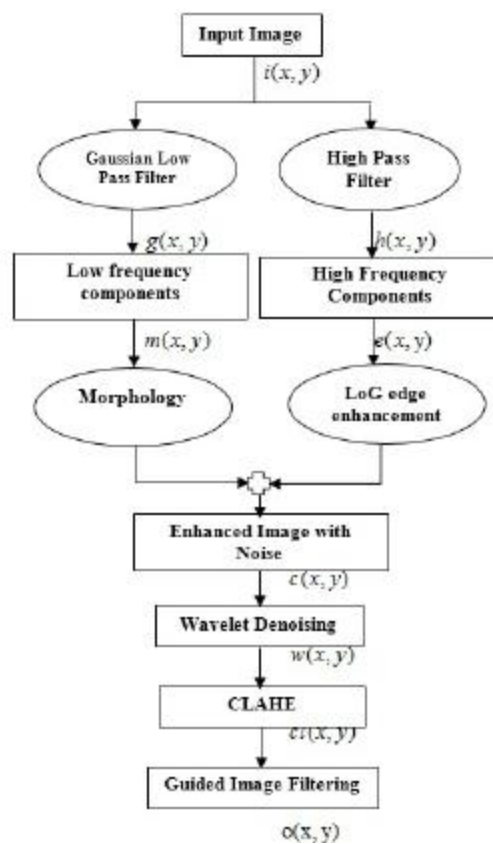 Input Image
i(x, y)
Gaussian Low
Pass Filter
High Pass
Filter
g(x, y)
h(x, y)
Low frequency
components
High Frequency
Components
m(x, y)
e(x, y)
Morphology
LoG edge
enhancement
Enhanced Image with
Noise
c(x, y)
Wavelet Denoising
w(x, y)
CLAHE
cl(x, y)
Guided Image Filtering
o(x, y)